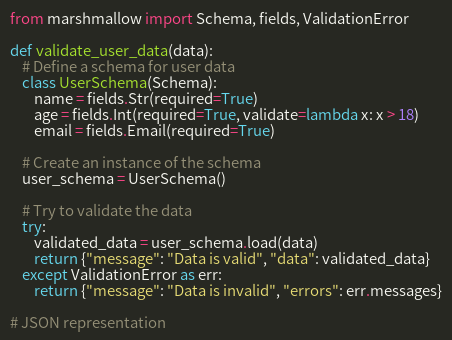 from marshmallow import Schema, fields, ValidationError

def validate_user_data(data):
    # Define a schema for user data
    class UserSchema(Schema):
        name = fields.Str(required=True)
        age = fields.Int(required=True, validate=lambda x: x > 18)
        email = fields.Email(required=True)

    # Create an instance of the schema
    user_schema = UserSchema()

    # Try to validate the data
    try:
        validated_data = user_schema.load(data)
        return {"message": "Data is valid", "data": validated_data}
    except ValidationError as err:
        return {"message": "Data is invalid", "errors": err.messages}

# JSON representation